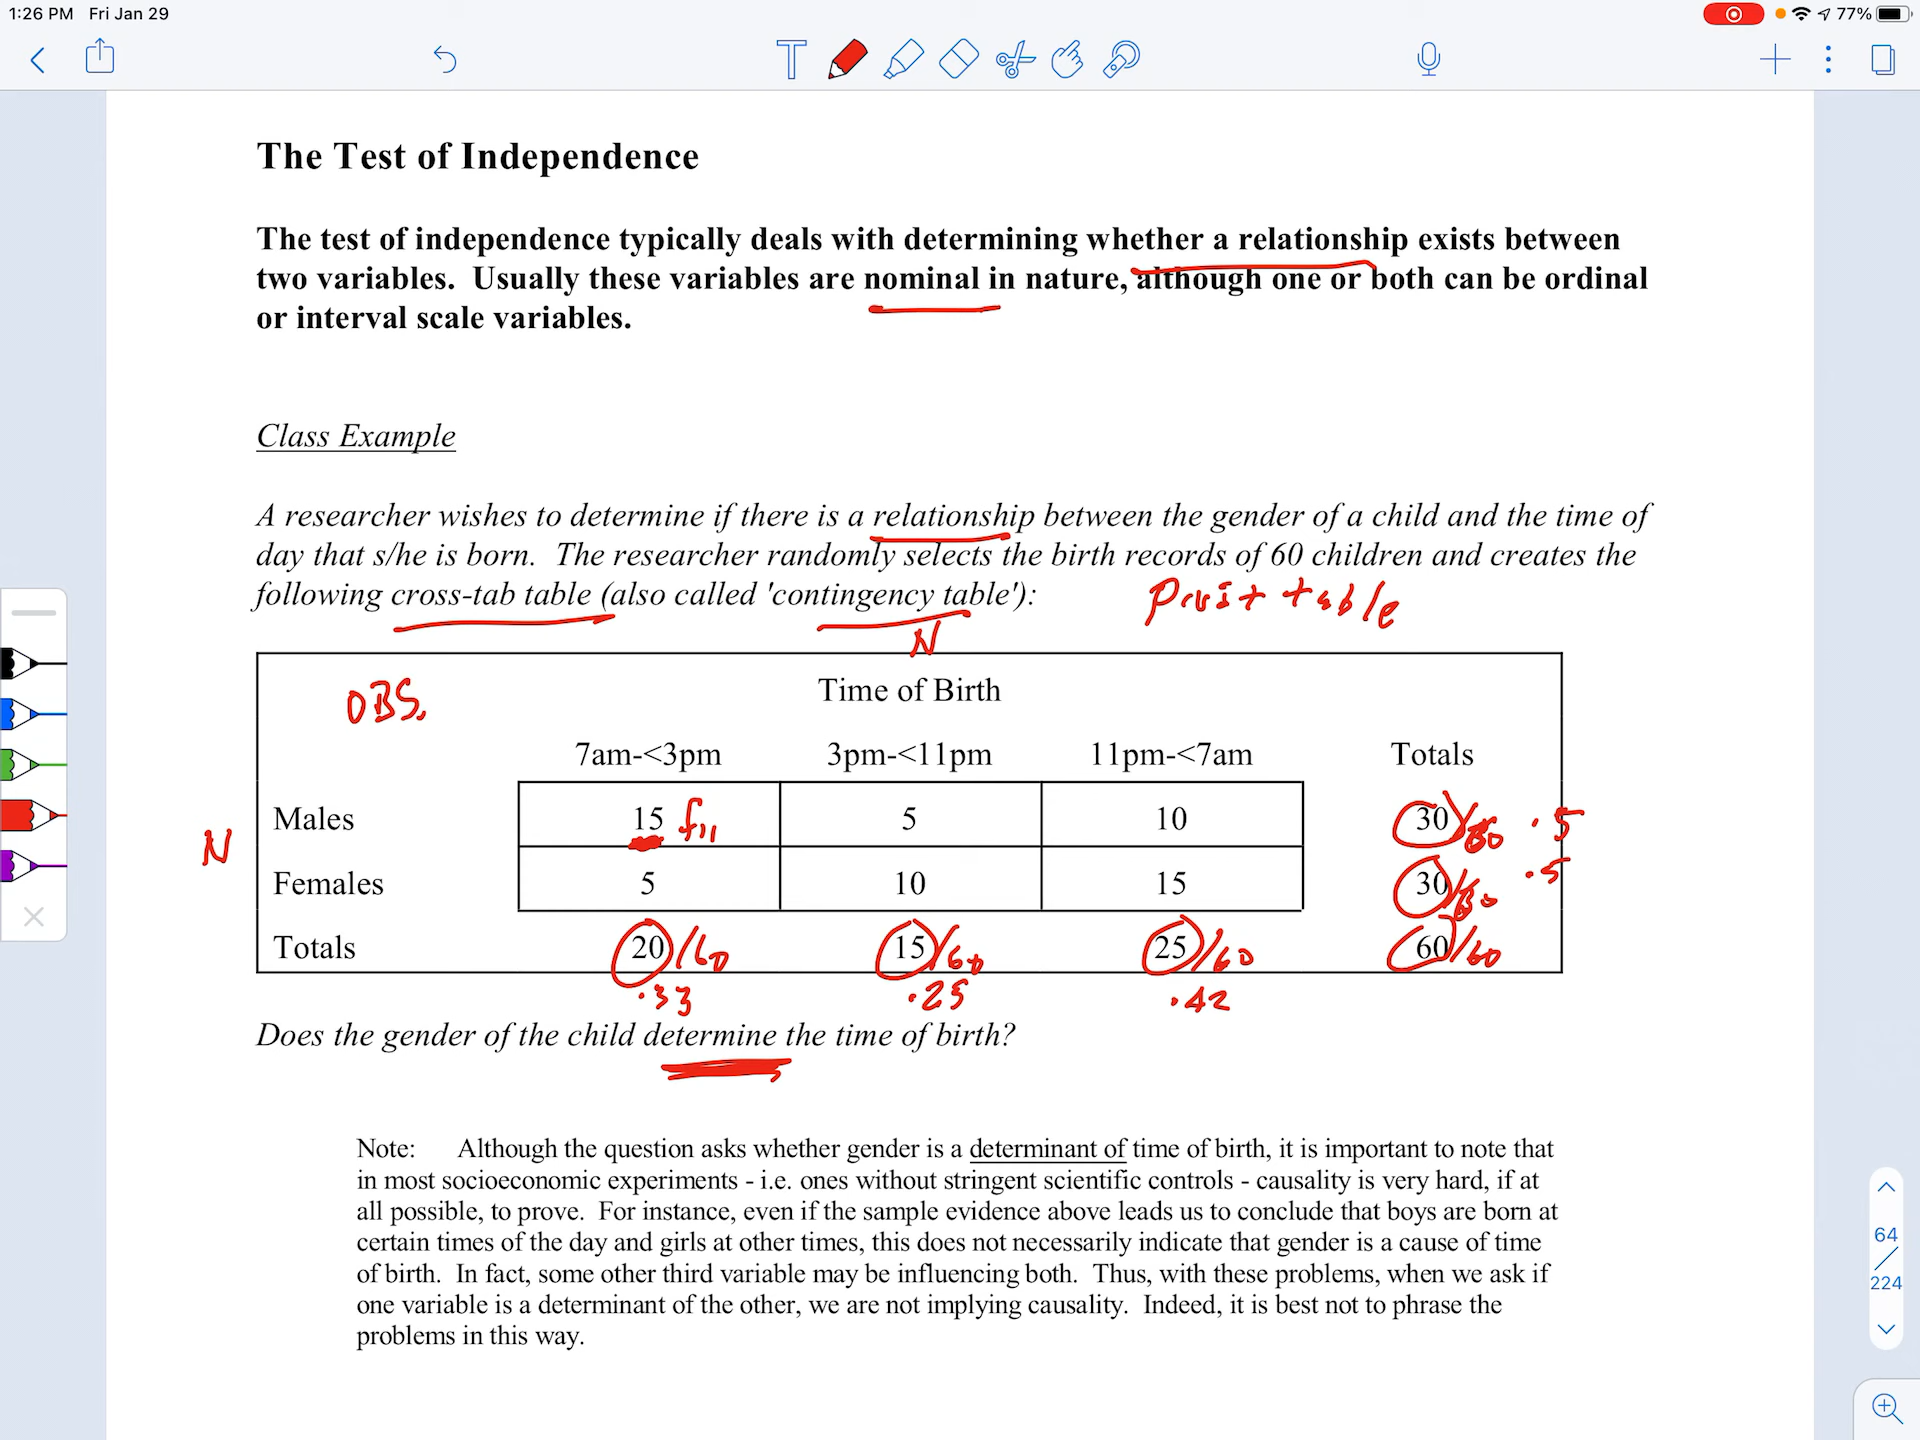 1:26 PM Fri Jan 29 77%
T
The Test of Independence
The test of independence typically deals with determining whether a relationship exists between
two variables. Usually these variables are nominal in nature, although one or both can be ordinal
or interval scale variables.
Class Example
A researcher wishes to determine if there is a relationship between the gender of a child and the time of
day that s/he is born. The researcher randomly selects the birth records of 60 children and creates the
following cross-tab table (also called 'contingency table'):
table
N
OBS. Time of Birth
7am-<3pm 3pm-<11pm 11pm-<7am Totals
N Males 15 f11 5 10 30/60 .5
Females 5 10 15 30/60 .5
Totals 20/60 15/60 25/60 60/60
.33 .25 .42
Does the gender of the child determine the time of birth?
Note: Although the question asks whether gender is a determinant of time of birth, it is important to note that
in most socioeconomic experiments - i.e. ones without stringent scientific controls - causality is very hard, if at
all possible, to prove. For instance, even if the sample evidence above leads us to conclude that boys are born at
certain times of the day and girls at other times, this does not necessarily indicate that gender is a cause of time
of birth. In fact, some other third variable may be influencing both. Thus, with these problems, when we ask if
one variable is a determinant of the other, we are not implying causality. Indeed, it is best not to phrase the
problems in this way.
64
/
224